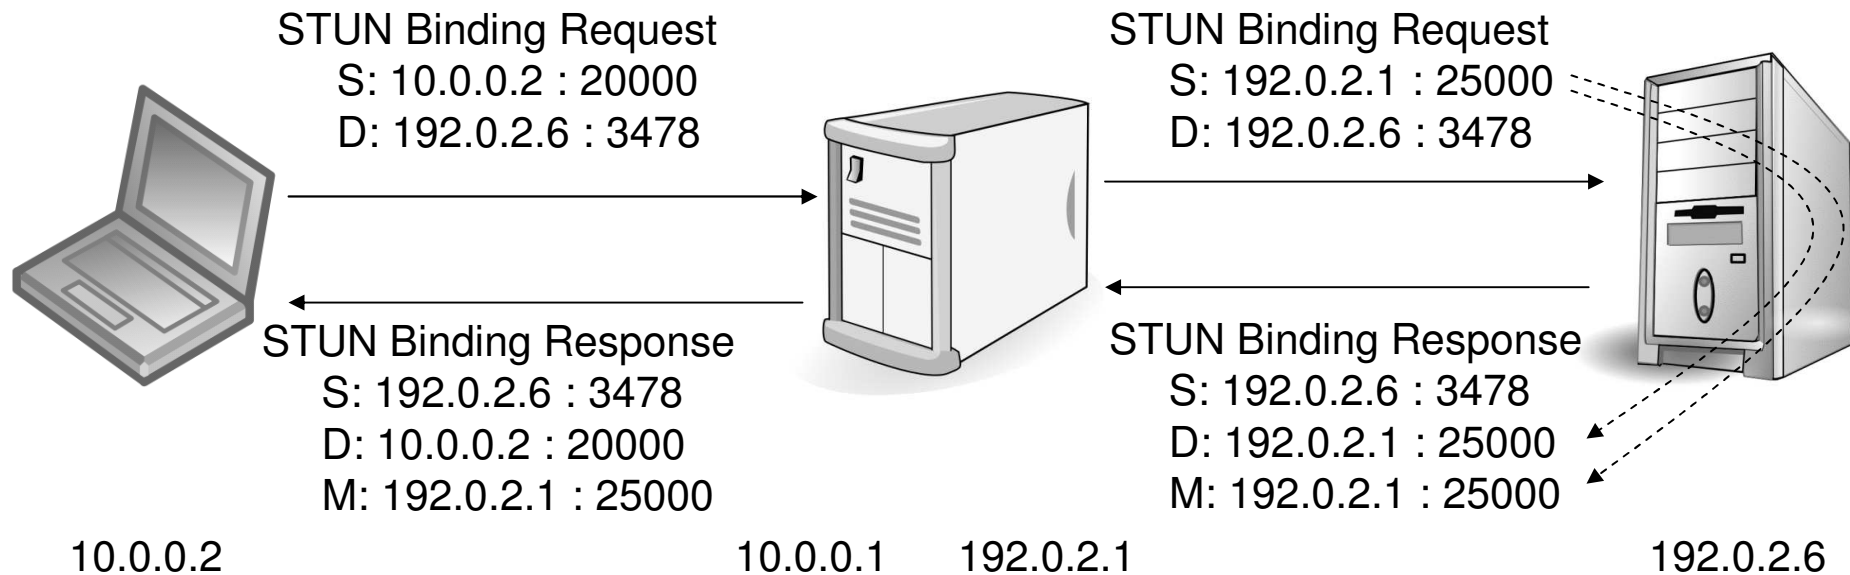 STUN Binding Request
S: 10.0.0.2 : 20000
D: 192.0.2.6 : 3478
STUN Binding Request
S: 192.0.2.1 : 25000
D: 192.0.2.6 : 3478
STUN Binding Response
S: 192.0.2.6 : 3478
D: 10.0.0.2 : 20000
M: 192.0.2.1 : 25000
STUN Binding Response
S: 192.0.2.6 : 3478
D: 192.0.2.1 : 25000
M: 192.0.2.1 : 25000
10.0.0.2
10.0.0.1
192.0.2.1
192.0.2.6